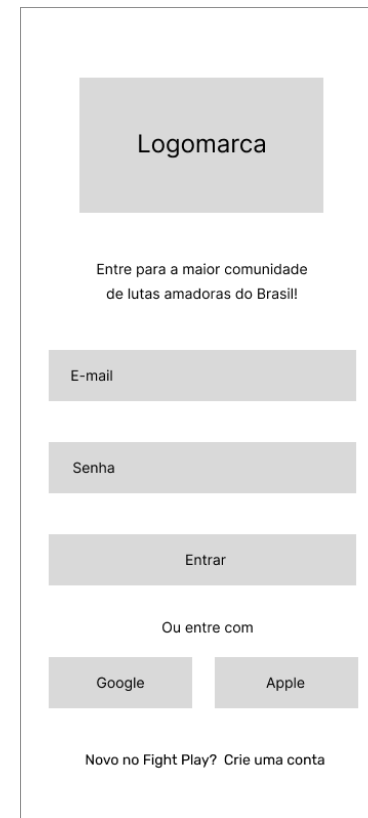 Logomarca
Entre para a maior comunidade
de lutas amadoras do Brasil!
E-mail
Senha
Entrar
Ou entre com
Google
Apple
Novo no Fight Play? Crie uma conta